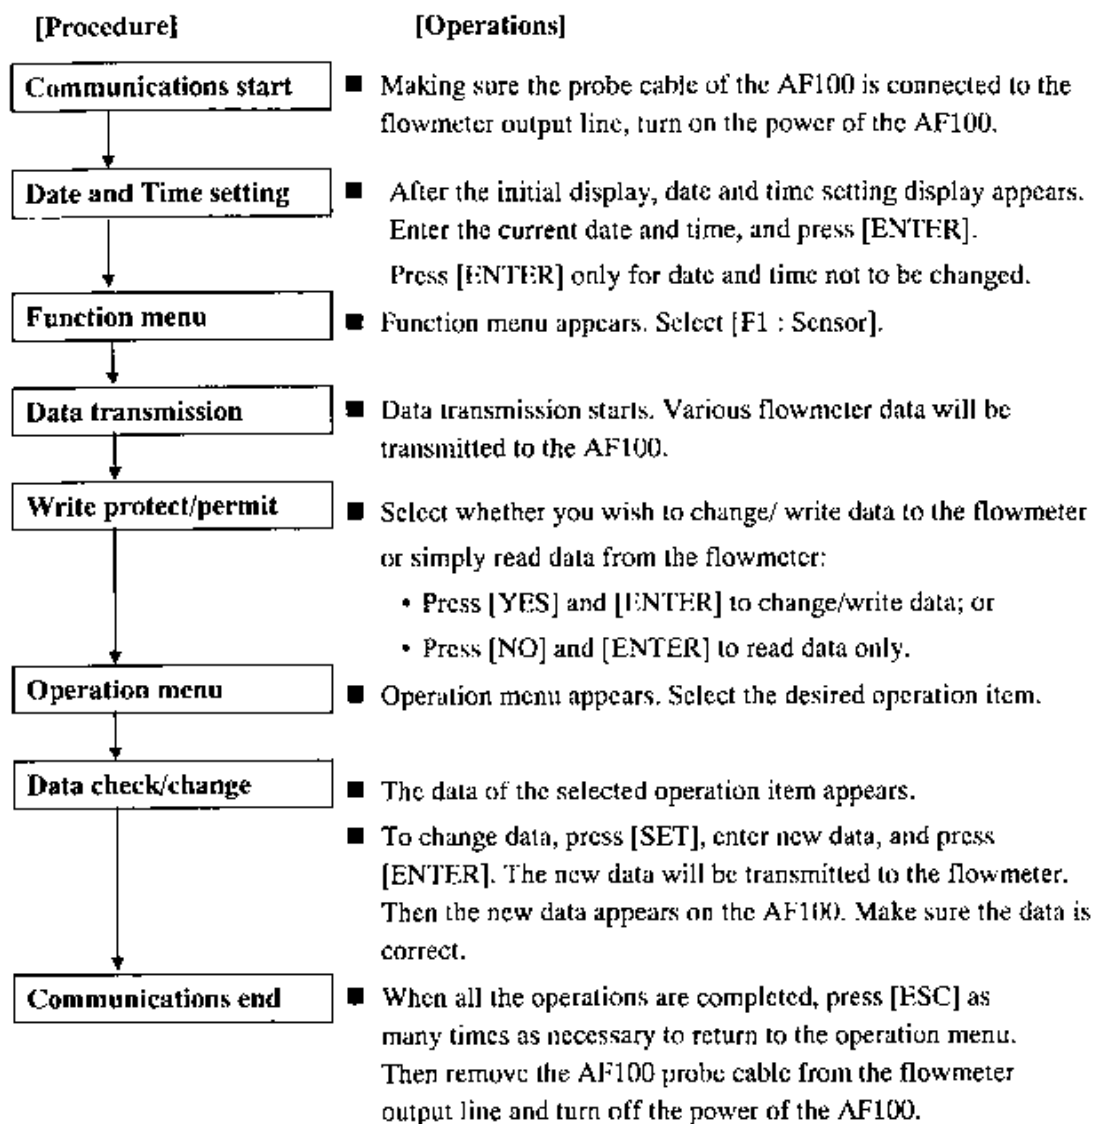 [Procedure] [Operations]
Communications start
■ Making sure the probe cable of the AF100 is connected to the
flowmeter output line, turn on the power of the AF100.
Date and Time setting
■ After the initial display, date and time setting display appears.
Enter the current date and time, and press [ENTER].
Press [ENTER] only for date and time not to be changed.
Function menu
■ Function menu appears. Select [F1 : Sensor].
Data transmission
■ Data transmission starts. Various flowmeter data will be
transmitted to the AF100.
Write protect/permit
■ Select whether you wish to change/ write data to the flowmeter
or simply read data from the flowmeter:
• Press [YES] and [ENTER] to change/write data; or
• Press [NO] and [ENTER] to read data only.
Operation menu
■ Operation menu appears. Select the desired operation item.
Data check/change
■ The data of the selected operation item appears.
■ To change data, press [SET], enter new data, and press
[ENTER]. The new data will be transmitted to the flowmeter.
Then the new data appears on the AF100. Make sure the data is
correct.
Communications end
■ When all the operations are completed, press [ESC] as
many times as necessary to return to the operation menu.
Then remove the AF100 probe cable from the flowmeter
output line and turn off the power of the AF100.